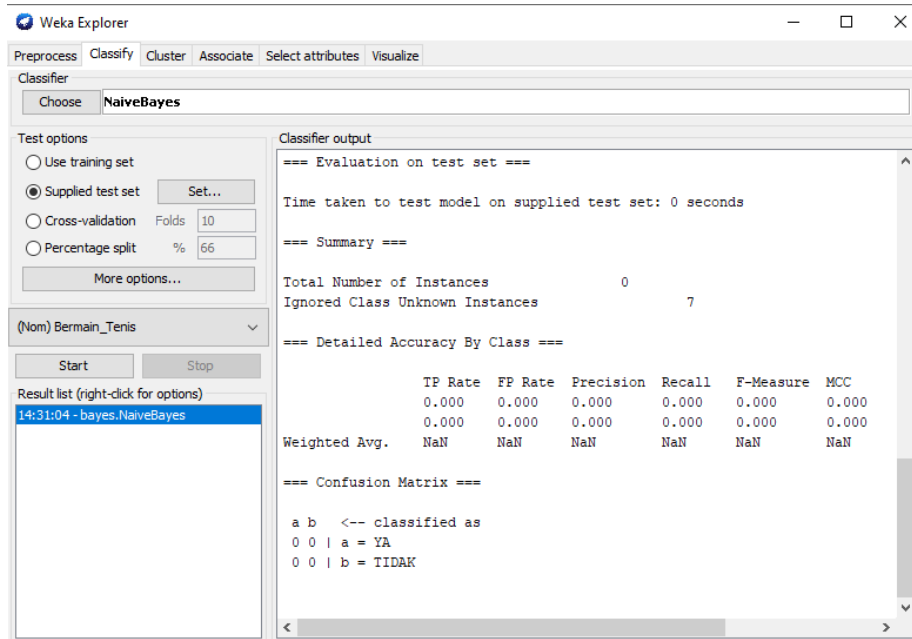 Weka Explorer
Preprocess Classify Cluster Associate Select attributes Visualize
Classifier
Choose NaiveBayes
Test options
Use training set
Supplied test set Set...
Cross-validation Folds 10
Percentage split % 66
More options...
(Nom) Bermain_Tenis
Start Stop
Result list (right-click for options)
14:31:04 - bayes.NaiveBayes
Classifier output
=== Evaluation on test set ===
Time taken to test model on supplied test set: 0 seconds
=== Summary ===
Total Number of Instances 0
Ignored Class Unknown Instances 7
=== Detailed Accuracy By Class ===
TP Rate FP Rate Precision Recall F-Measure MCC
0.000 0.000 0.000 0.000 0.000 0.000
0.000 0.000 0.000 0.000 0.000 0.000
Weighted Avg. NaN NaN NaN NaN NaN NaN
=== Confusion Matrix ===
a b <-- classified as
0 0 | a = YA
0 0 | b = TIDAK